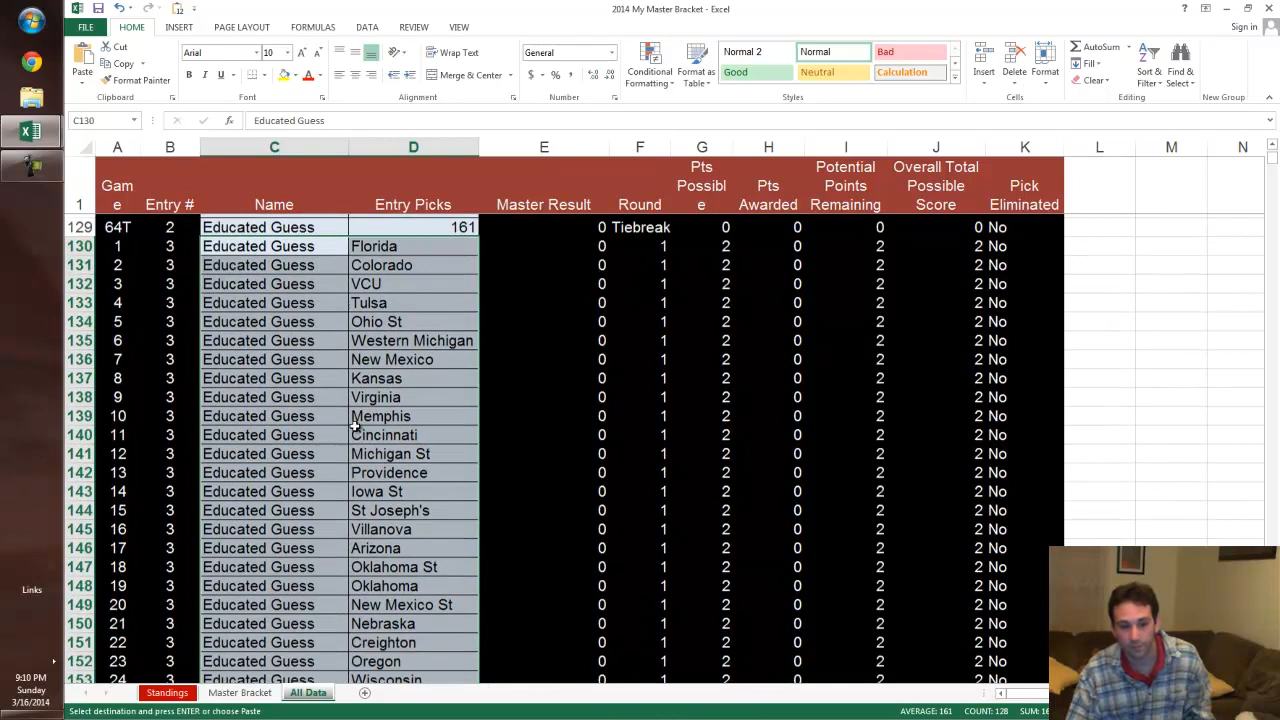 2014 My Master Bracket - Excel
Sign in
FILE HOME INSERT PAGE LAYOUT FORMULAS DATA REVIEW VIEW
Cut
Copy
Format Painter
Paste
Clipboard
Arial 10
B I U
Font
Wrap Text
Merge & Center
Alignment
General
$ % ,
Number
Conditional Formatting
Format as Table
Normal 2 Normal Bad
Good Neutral Calculation
Styles
Insert Delete Format
Cells
AutoSum
Fill
Clear
Sort & Filter
Find & Select
Editing
New Group
C130 fx Educated Guess
A B C D E F G H I J K L M N
1 Game Entry # Name Entry Picks Master Result Round Pts Possible Pts Awarded Potential Points Remaining Overall Total Possible Score Pick Eliminated
129 64T 2 Educated Guess 161 0 Tiebreak 0 0 0 0 No
130 1 3 Educated Guess Florida 0 1 2 0 2 2 No
131 2 3 Educated Guess Colorado 0 1 2 0 2 2 No
132 3 3 Educated Guess VCU 0 1 2 0 2 2 No
133 4 3 Educated Guess Tulsa 0 1 2 0 2 2 No
134 5 3 Educated Guess Ohio St 0 1 2 0 2 2 No
135 6 3 Educated Guess Western Michigan 0 1 2 0 2 2 No
136 7 3 Educated Guess New Mexico 0 1 2 0 2 2 No
137 8 3 Educated Guess Kansas 0 1 2 0 2 2 No
138 9 3 Educated Guess Virginia 0 1 2 0 2 2 No
139 10 3 Educated Guess Memphis 0 1 2 0 2 2 No
140 11 3 Educated Guess Cincinnati 0 1 2 0 2 2 No
141 12 3 Educated Guess Michigan St 0 1 2 0 2 2 No
142 13 3 Educated Guess Providence 0 1 2 0 2 2 No
143 14 3 Educated Guess Iowa St 0 1 2 0 2 2 No
144 15 3 Educated Guess St Joseph's 0 1 2 0 2 2 No
145 16 3 Educated Guess Villanova 0 1 2 0 2 2 No
146 17 3 Educated Guess Arizona 0 1 2 0 2 2 No
147 18 3 Educated Guess Oklahoma St 0 1 2 0 2 2 No
148 19 3 Educated Guess Oklahoma 0 1 2 0 2 2 No
149 20 3 Educated Guess New Mexico St 0 1 2 0 2 2 No
150 21 3 Educated Guess Nebraska 0 1 2 0 2 2 No
151 22 3 Educated Guess Creighton 0 1 2 0 2 2 No
152 23 3 Educated Guess Oregon 0 1 2 0 2 2 No
153 24 3 Educated Guess Wisconsin 0 1 2 0 2 2 No
Links
9:10 PM
Sunday
3/16/2014
Standings Master Bracket All Data
Select destination and press ENTER or choose Paste
AVERAGE: 161 COUNT: 128